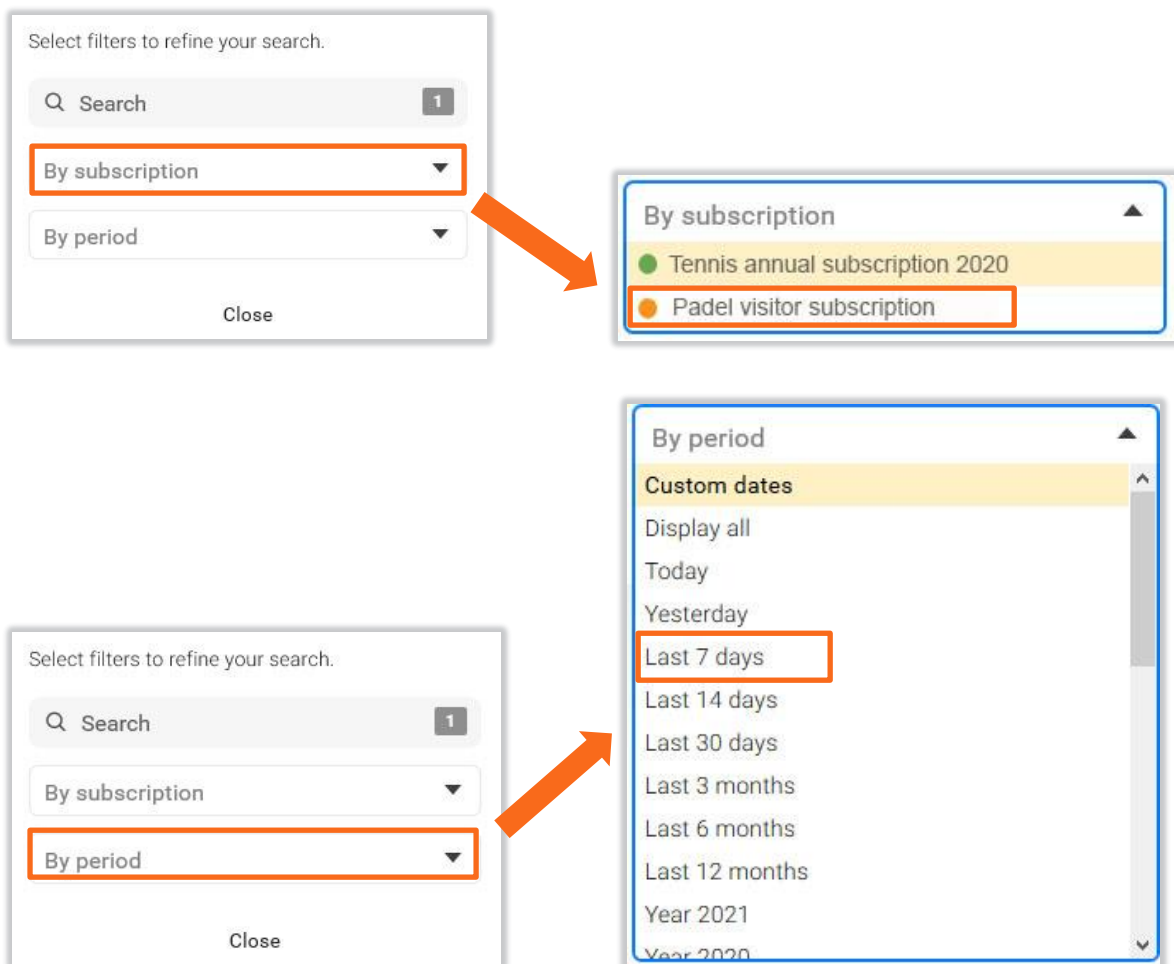 Select filters to refine your search.
Search 1
By subscription
By period
Close
By subscription
Tennis annual subscription 2020
Padel visitor subscription
Select filters to refine your search.
Search 1
By subscription
By period
Close
By period
Custom dates
Display all
Today
Yesterday
Last 7 days
Last 14 days
Last 30 days
Last 3 months
Last 6 months
Last 12 months
Year 2021
Year 2020